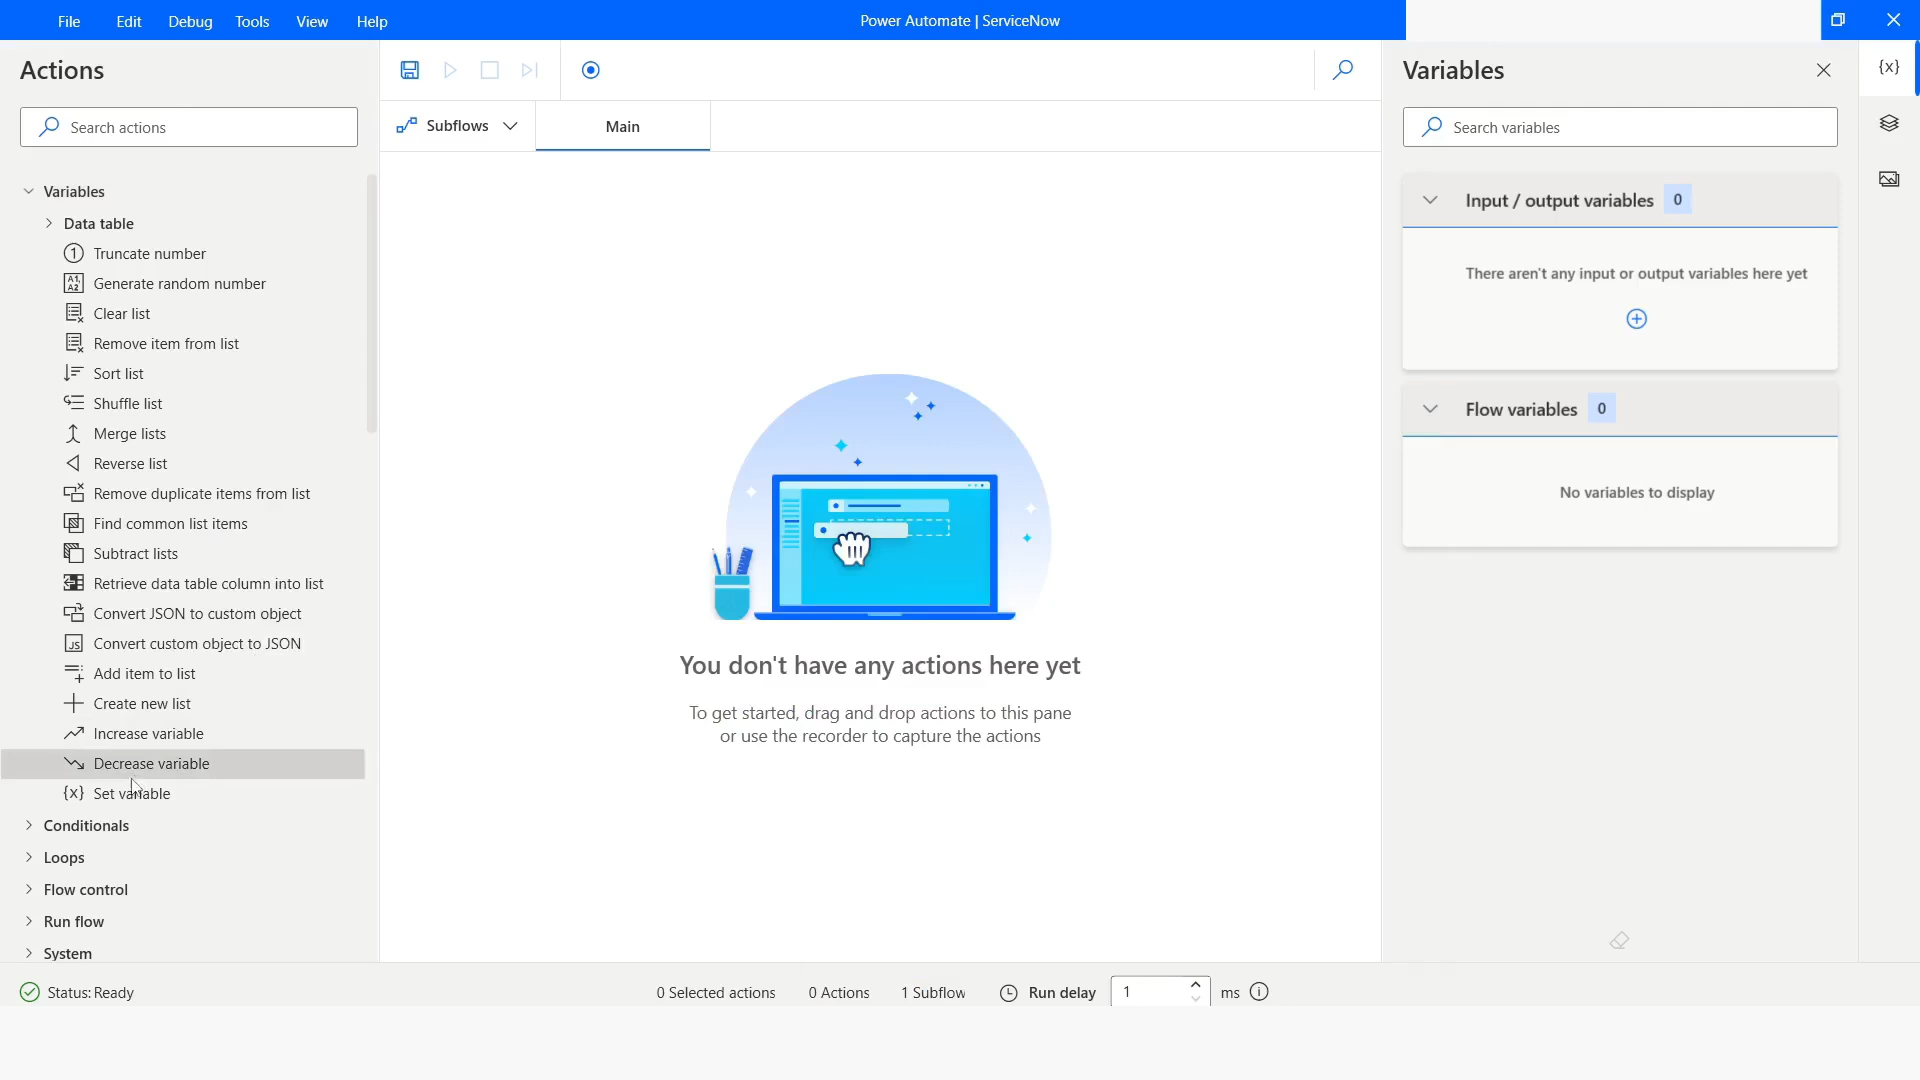 File Edit Debug Tools View Help
Power Automate | ServiceNow
Actions
Search actions
Variables
Data table
Truncate number
Generate random number
Clear list
Remove item from list
Sort list
Shuffle list
Merge lists
Reverse list
Remove duplicate items from list
Find common list items
Subtract lists
Retrieve data table column into list
Convert JSON to custom object
Convert custom object to JSON
Add item to list
Create new list
Increase variable
Decrease variable
{x} Set variable
Conditionals
Loops
Flow control
Run flow
System
Subflows
Main
You don't have any actions here yet
To get started, drag and drop actions to this pane
or use the recorder to capture the actions
Variables
{x}
Search variables
Input / output variables 0
There aren't any input or output variables here yet
Flow variables 0
No variables to display
Status: Ready
0 Selected actions
0 Actions
1 Subflow
Run delay
1
ms